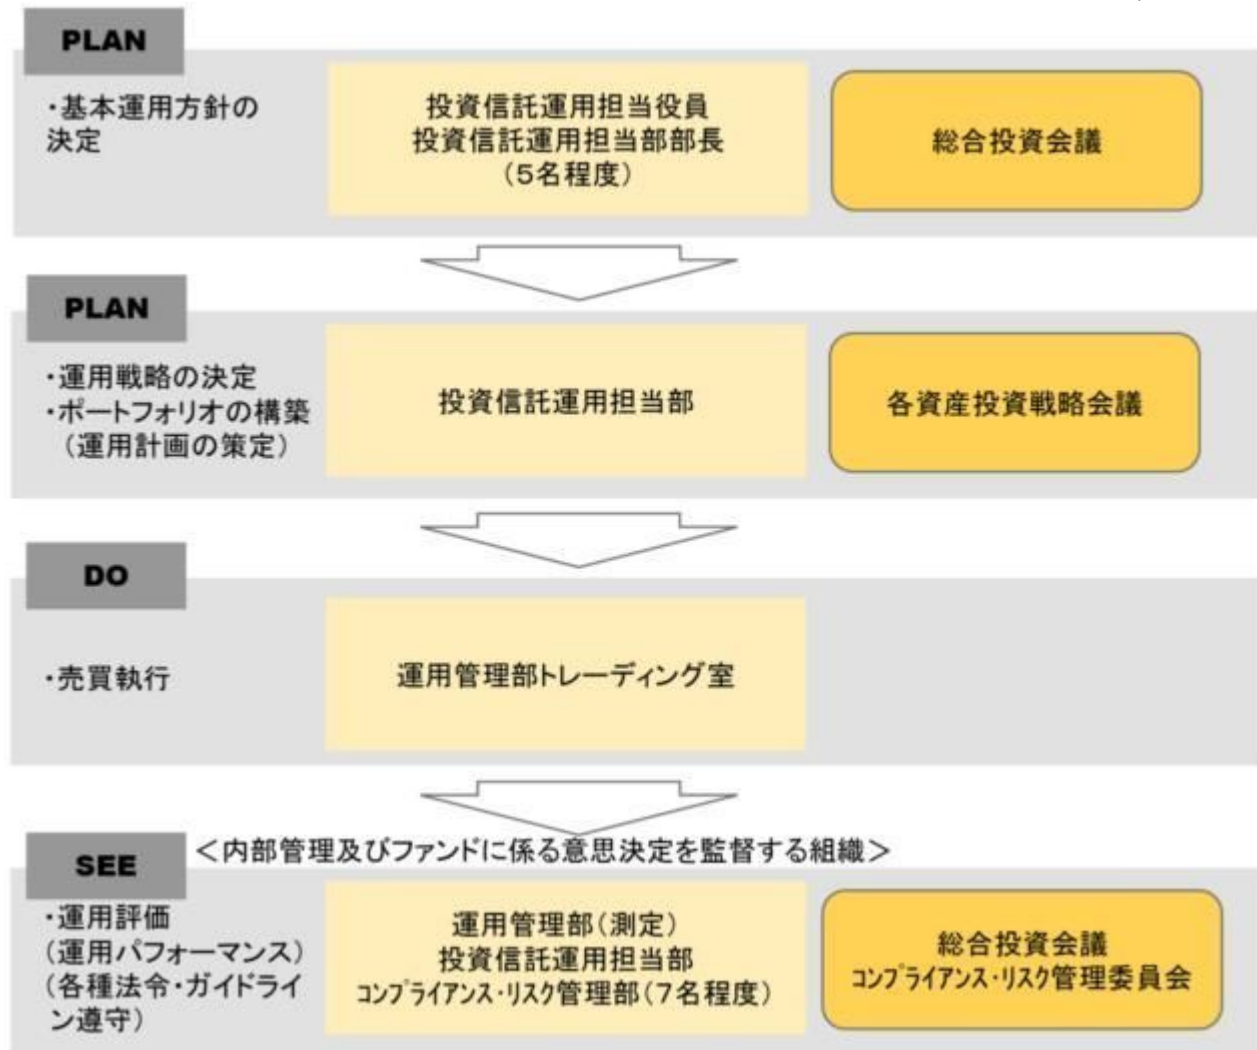 PLAN
・基本運用方針の
決定
投資信託運用担当役員
投資信託運用担当部部長
（５名程度）
総合投資会議
PLAN
・運用戦略の決定
・ポートフォリオの構築
（運用計画の策定）
投資信託運用担当部
各資産投資戦略会議
DO
・売買執行
運用管理部トレーディング室
SEE
＜内部管理及びファンドに係る意思決定を監督する組織＞
・運用評価
（運用パフォーマンス）
（各種法令・ガイドライ
ン遵守）
運用管理部（測定）
投資信託運用担当部
ｺﾝﾌﾟﾗｲｱﾝｽ・ﾘｽｸ管理部（７名程度）
総合投資会議
ｺﾝﾌﾟﾗｲｱﾝｽ・ﾘｽｸ管理委員会